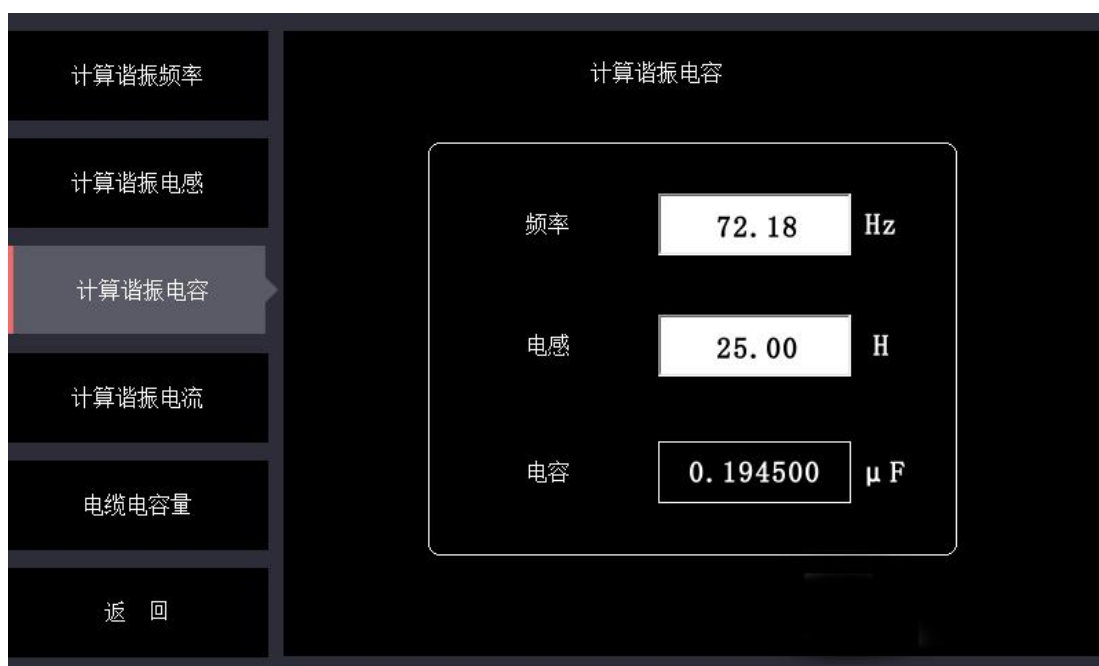 计算谐振频率
计算谐振电感
计算谐振电容
计算谐振电流
电缆电容量
返 回
计算谐振电容
频率 72.18 Hz
电感 25.00 H
电容 0.194500 μF